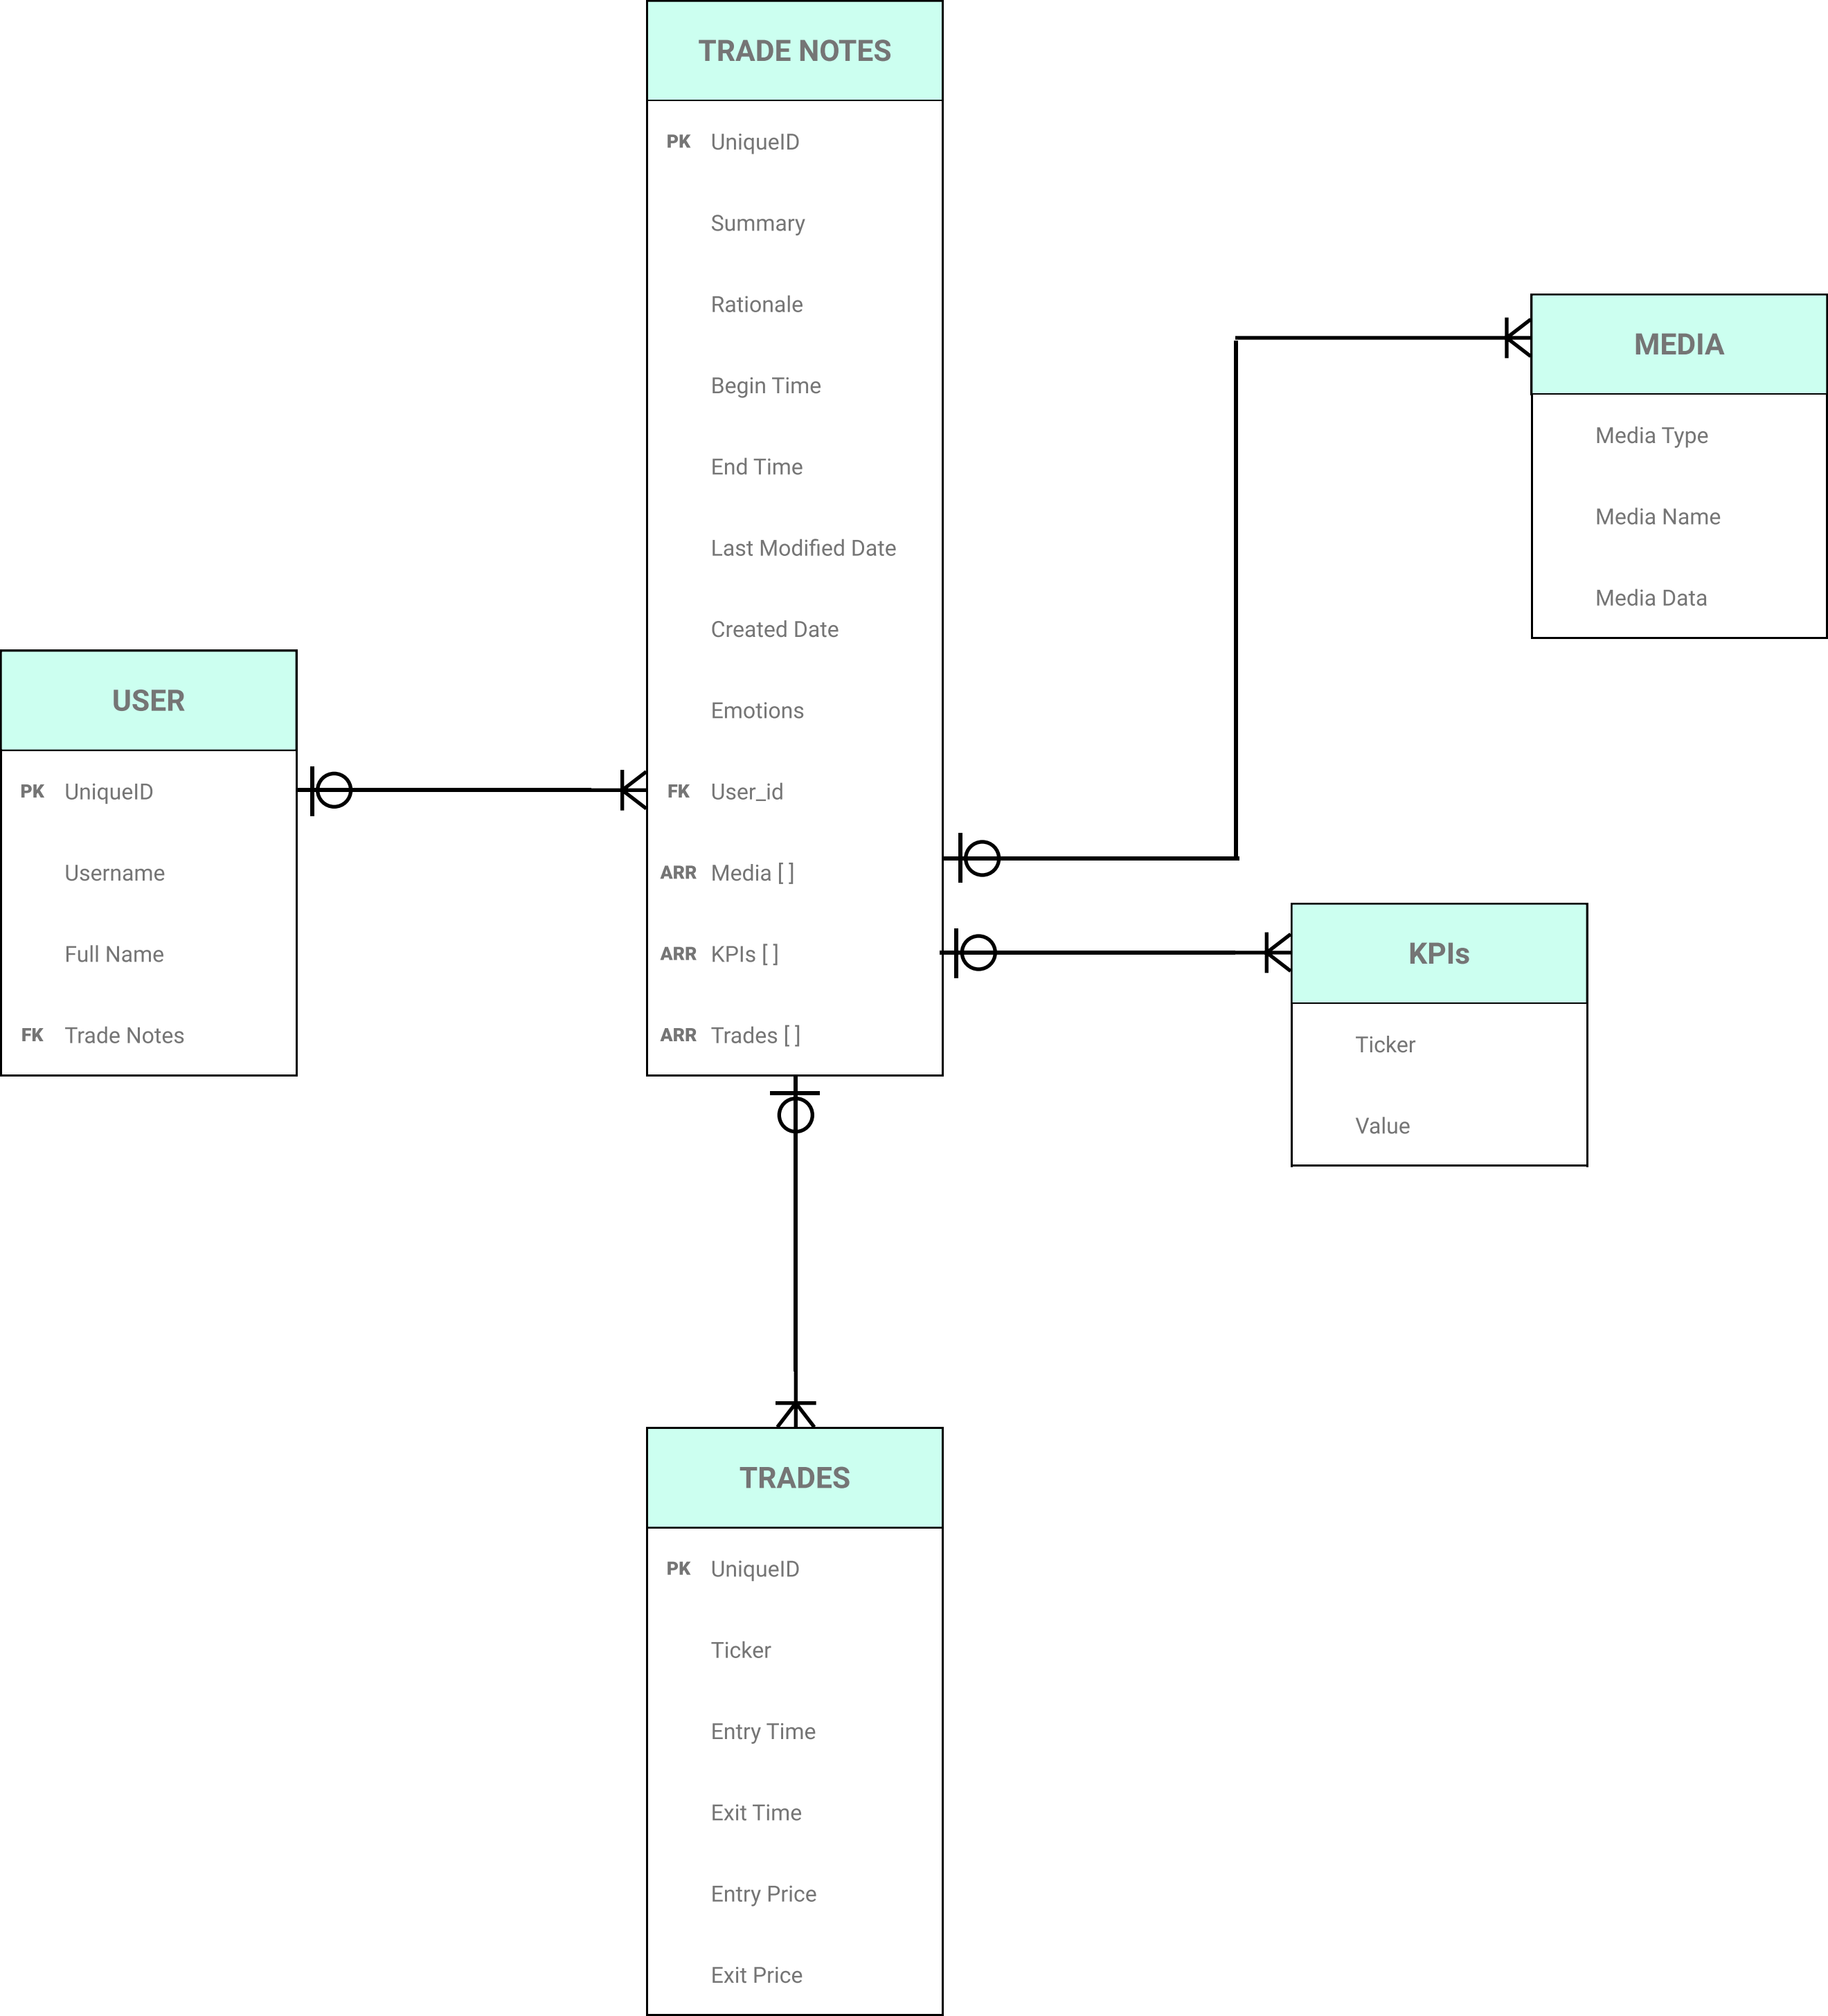 TRADE NOTES
PK UniqueID
Summary
Rationale
Begin Time
End Time
Last Modified Date
Created Date
Emotions
FK User_id
ARR Media [ ]
ARR KPIs [ ]
ARR Trades [ ]
MEDIA
Media Type
Media Name
Media Data
USER
PK UniqueID
Username
Full Name
FK Trade Notes
KPIs
Ticker
Value
TRADES
PK UniqueID
Ticker
Entry Time
Exit Time
Entry Price
Exit Price